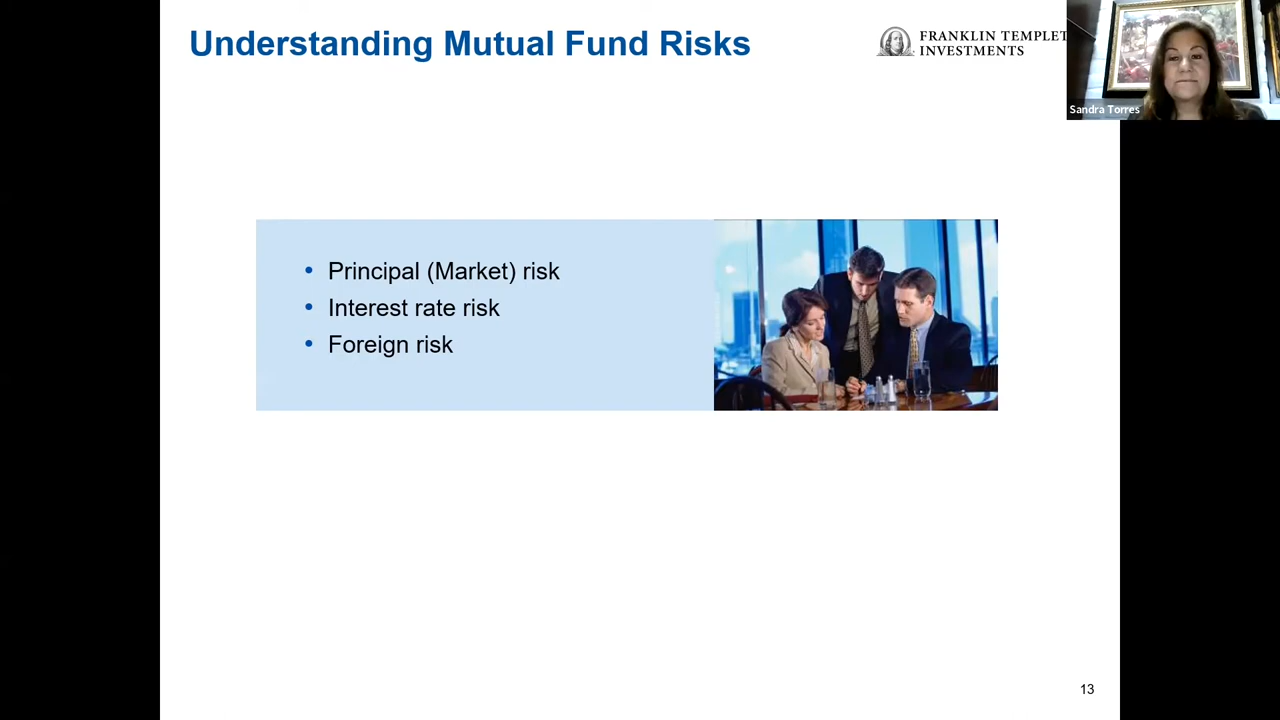 Understanding Mutual Fund Risks
FRANKLIN TEMPLET
INVESTMENTS
Sandra Torres
• Principal (Market) risk
• Interest rate risk
• Foreign risk
13